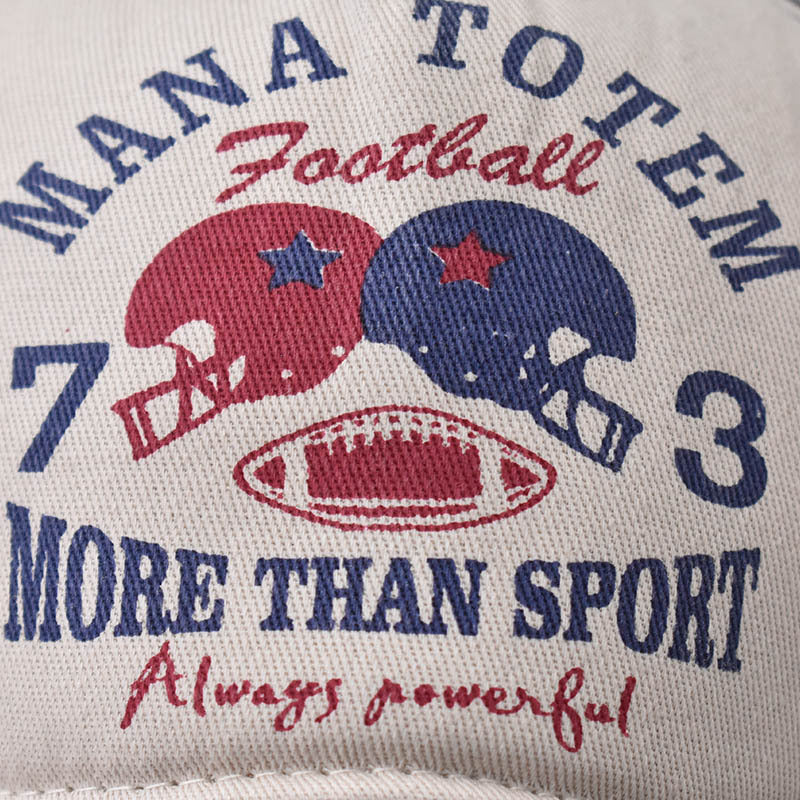 MANA TOTEM
Football
7 3
MORE THAN SPORT
Always powerful